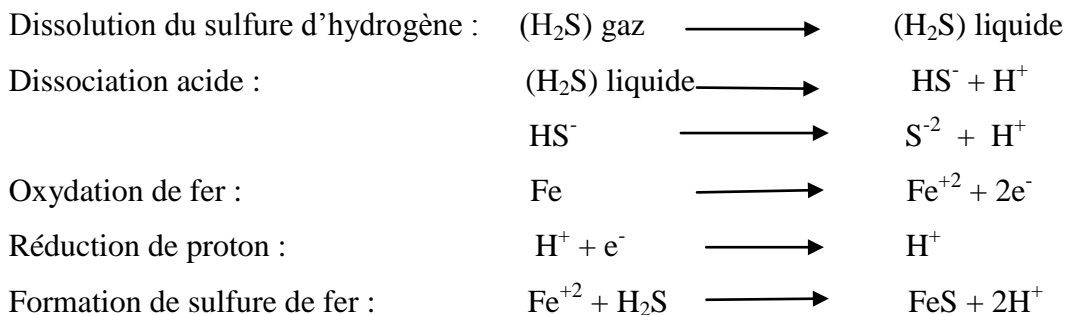 Dissolution du sulfure d’hydrogène : (H₂S) gaz ⟶ (H₂S) liquide
Dissociation acide : (H₂S) liquide ⟶ HS⁻ + H⁺
HS⁻ ⟶ S⁻² + H⁺
Oxydation de fer : Fe ⟶ Fe⁺² + 2e⁻
Réduction de proton : H⁺ + e⁻ ⟶ H⁺
Formation de sulfure de fer : Fe⁺² + H₂S ⟶ FeS + 2H⁺